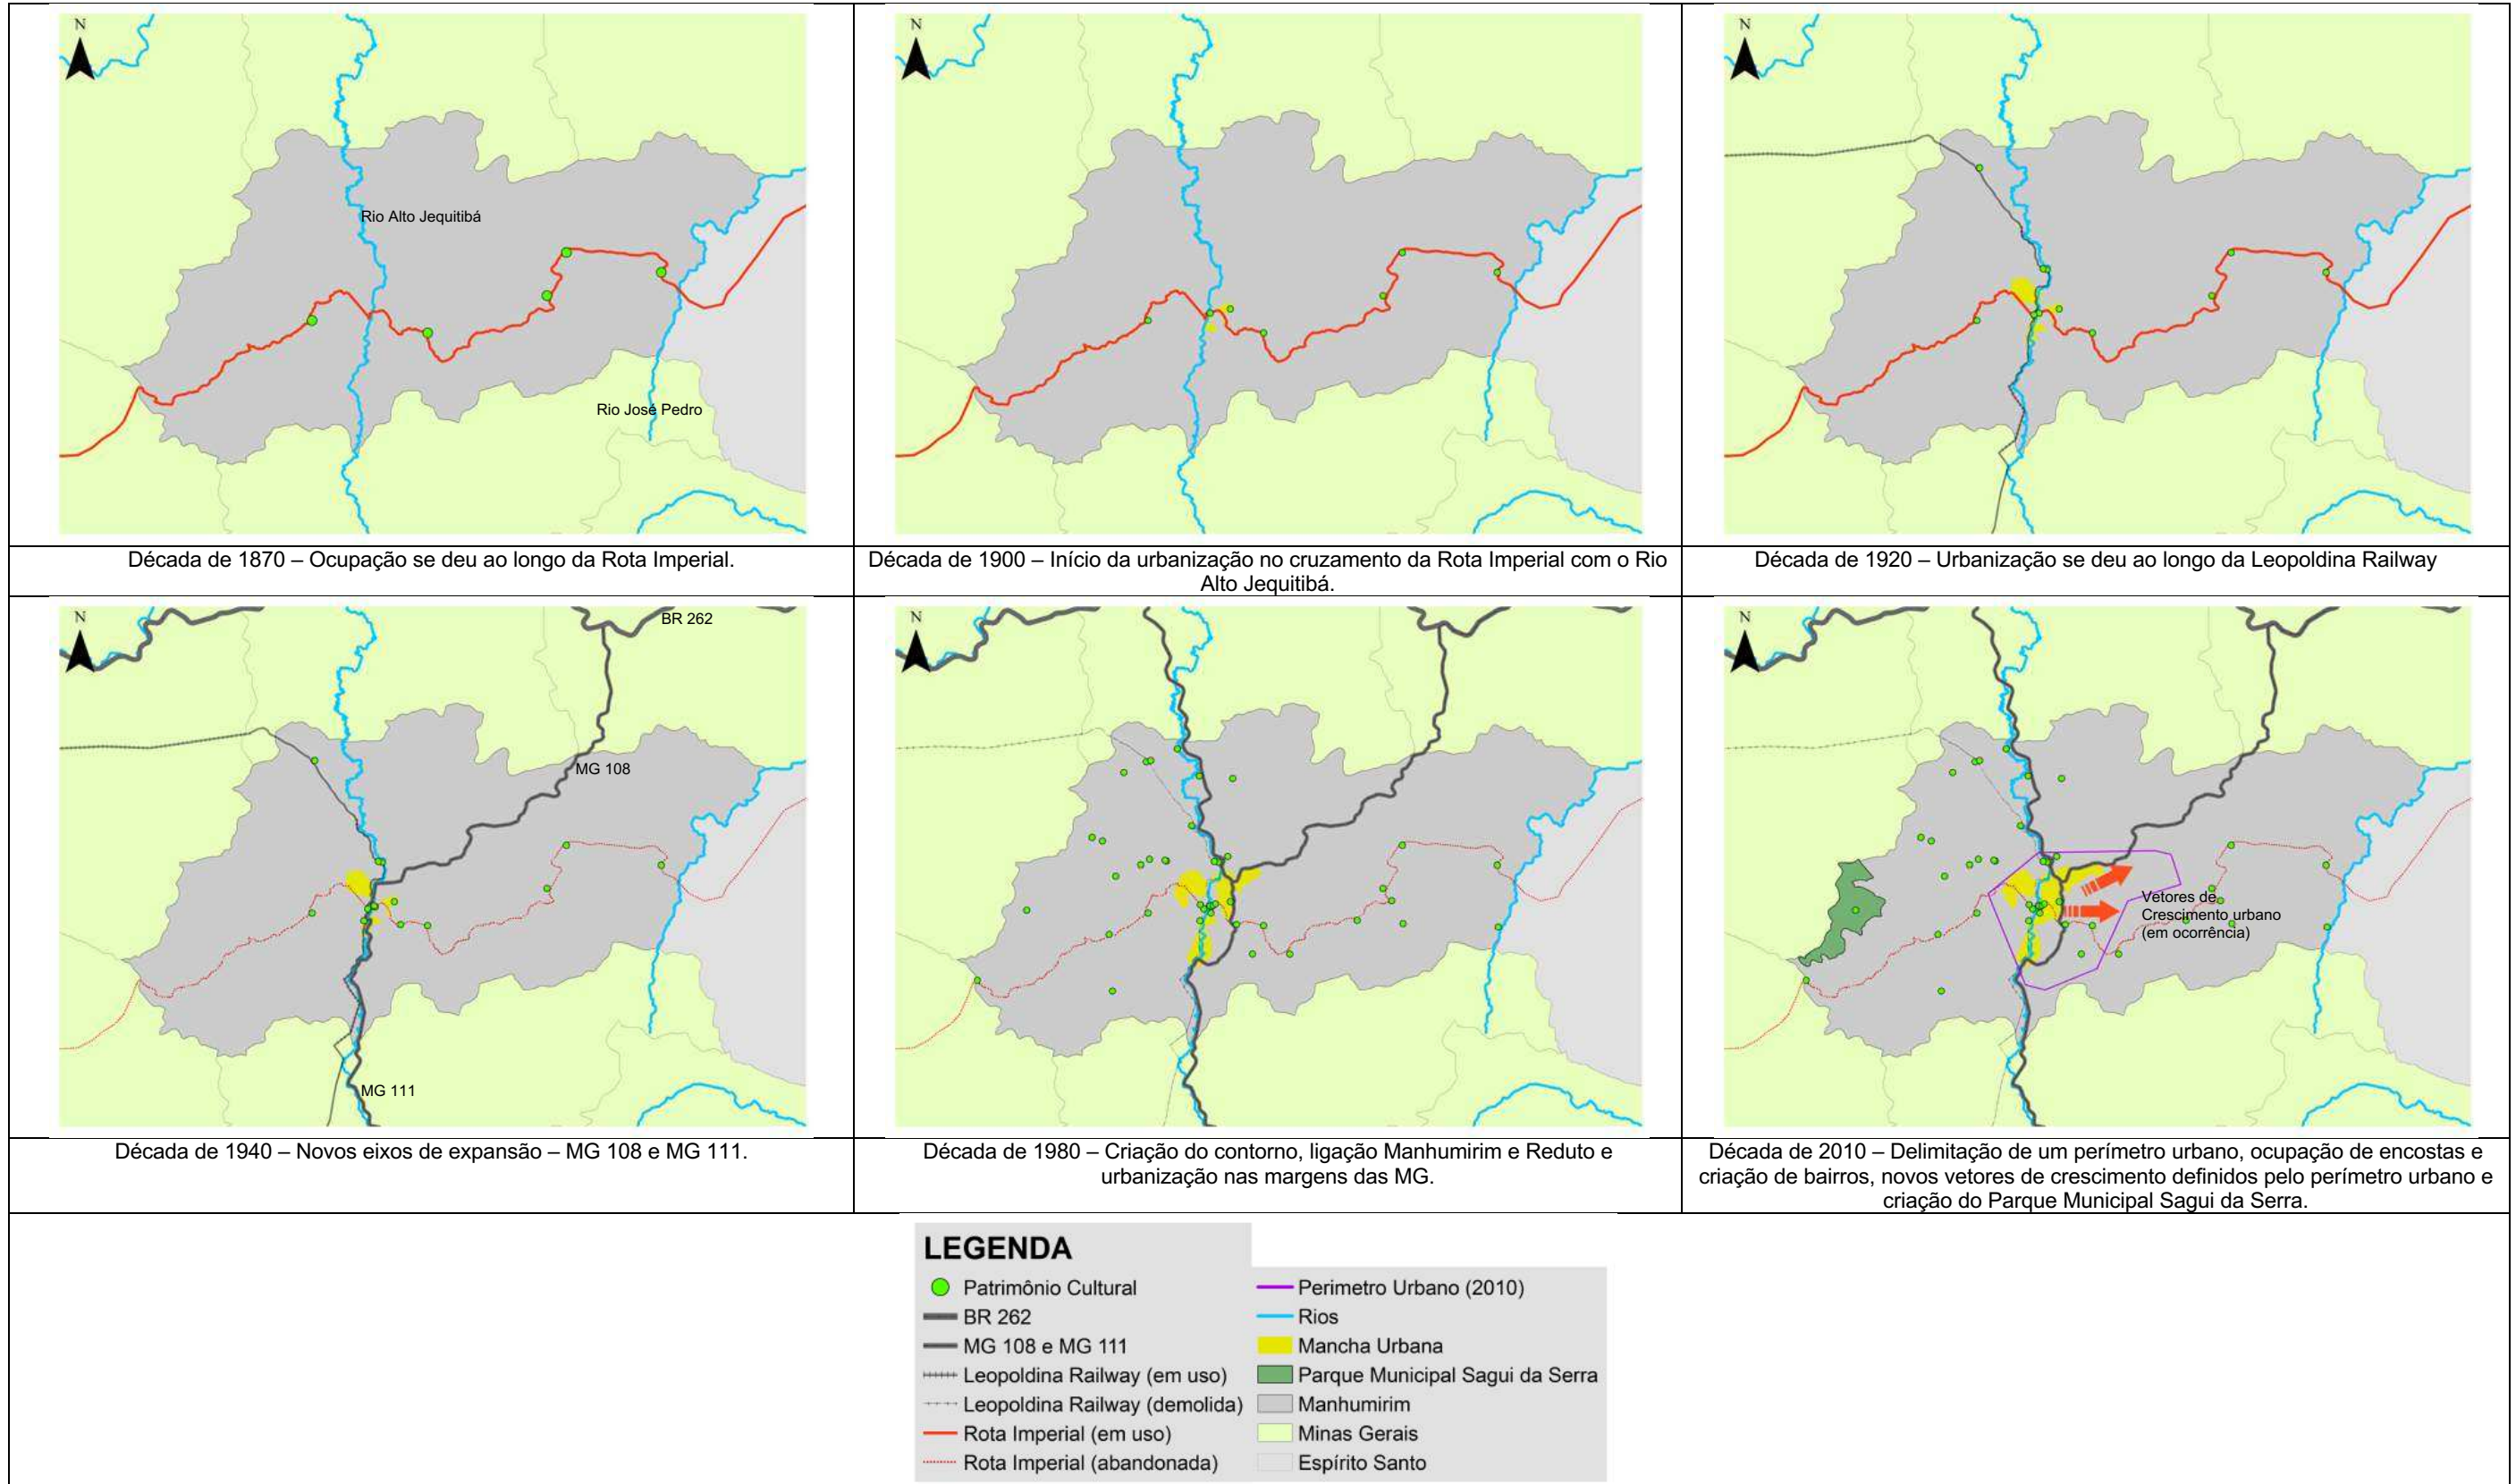 N
N
N
Rio Alto Jequitibá
Rio José Pedro
Década de 1870 – Ocupação se deu ao longo da Rota Imperial.
Década de 1900 – Início da urbanização no cruzamento da Rota Imperial com o Rio
Alto Jequitibá.
Década de 1920 – Urbanização se deu ao longo da Leopoldina Railway
N
BR 262
MG 108
MG 111
N
N
Vetores de
Crescimento urbano
(em ocorrência)
Década de 1940 – Novos eixos de expansão – MG 108 e MG 111.
Década de 1980 – Criação do contorno, ligação Manhumirim e Reduto e
urbanização nas margens das MG.
Década de 2010 – Delimitação de um perímetro urbano, ocupação de encostas e
criação de bairros, novos vetores de crescimento definidos pelo perímetro urbano e
criação do Parque Municipal Sagui da Serra.
LEGENDA
Patrimônio Cultural
BR 262
MG 108 e MG 111
Leopoldina Railway (em uso)
Leopoldina Railway (demolida)
Rota Imperial (em uso)
Rota Imperial (abandonada)
Perimetro Urbano (2010)
Rios
Mancha Urbana
Parque Municipal Sagui da Serra
Manhumirim
Minas Gerais
Espírito Santo